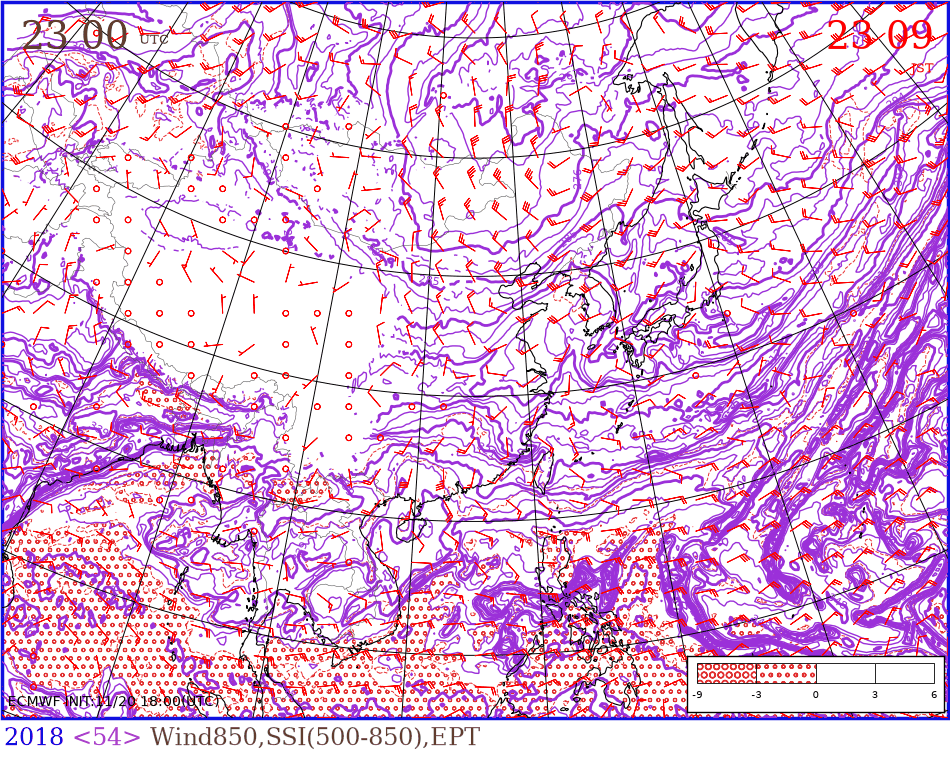 23 00 UTC
23 09
JST
ECMWF INIT:11/20 18:00(UTC)
-9 -3 0 3 6
2018 <54> Wind850,SSI(500-850),EPT